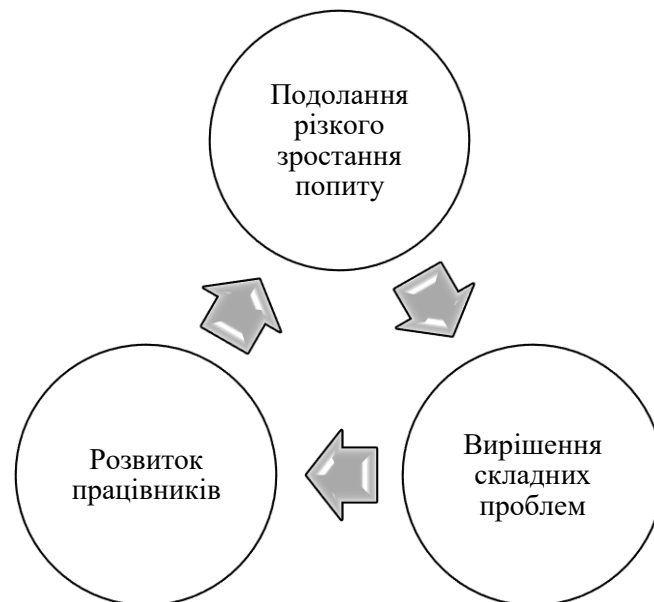 Подолання
різкого
зростання
попиту
Вирішення
складних
проблем
Розвиток
працівників